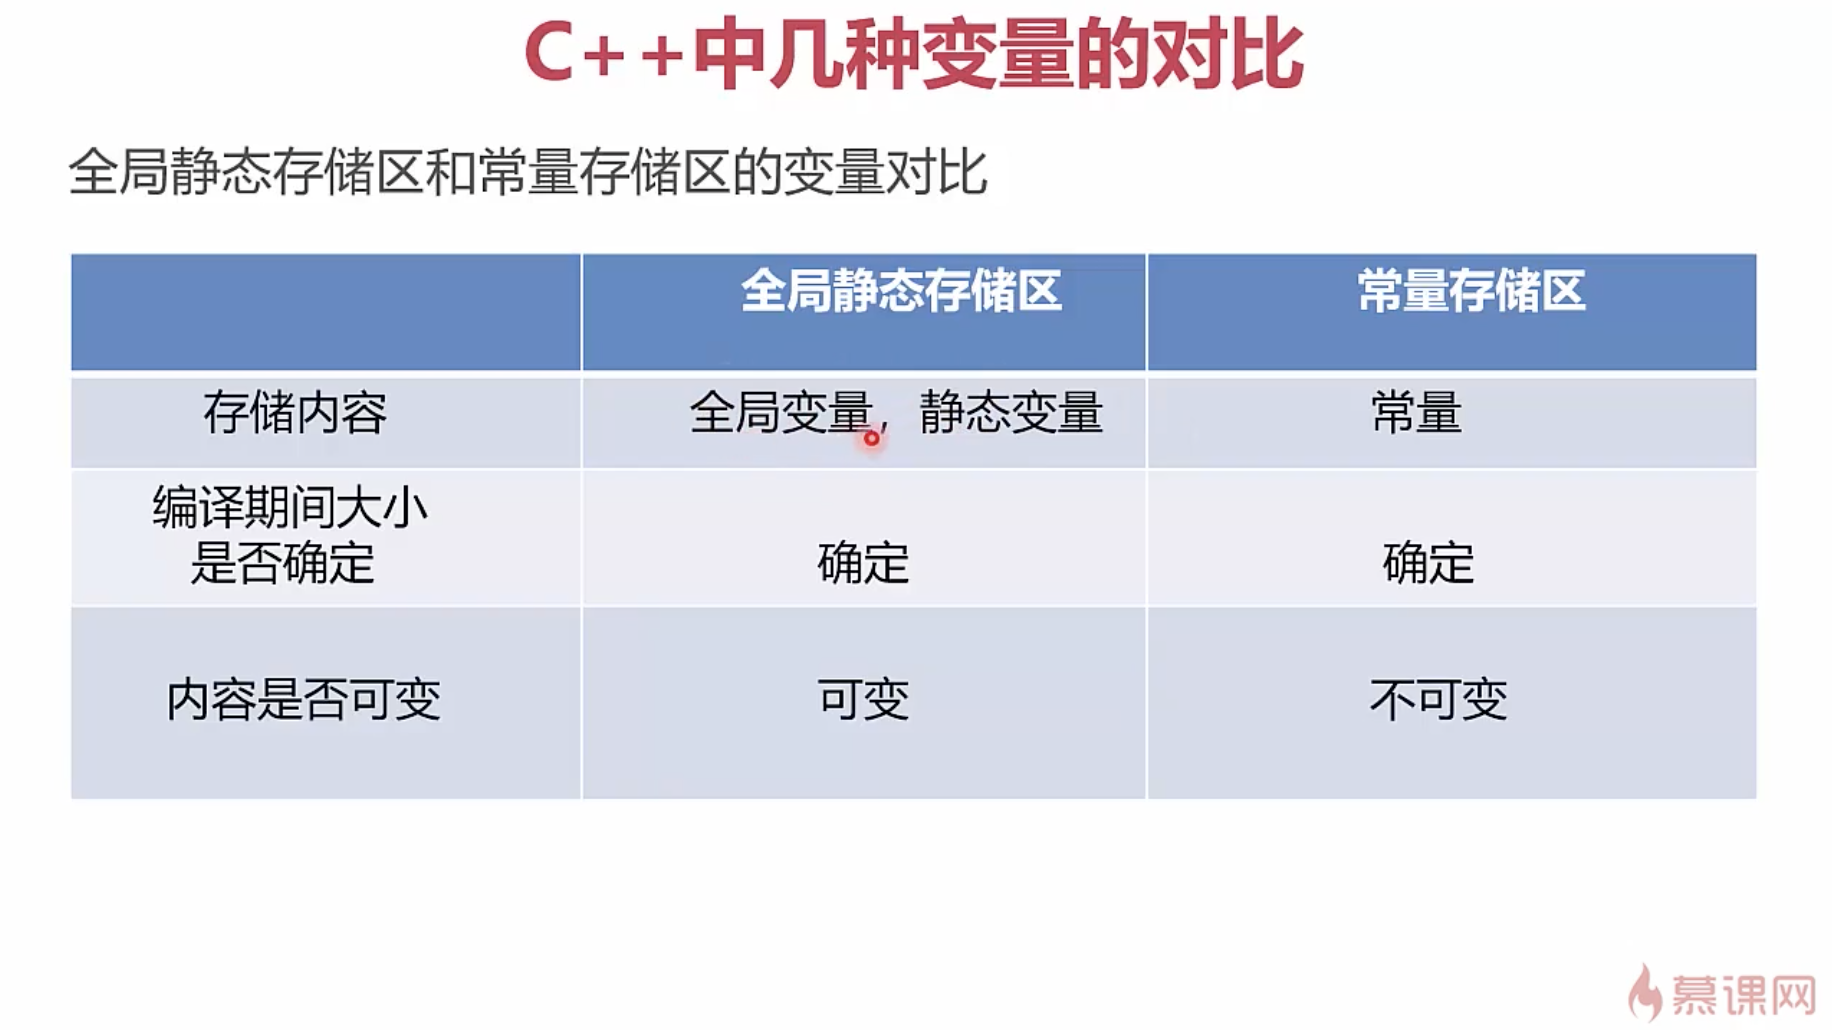 C++中几种变量的对比
全局静态存储区和常量存储区的变量对比
全局静态存储区
常量存储区
存储内容
全局变量，静态变量
常量
编译期间大小
是否确定
确定
确定
内容是否可变
可变
不可变
慕课网